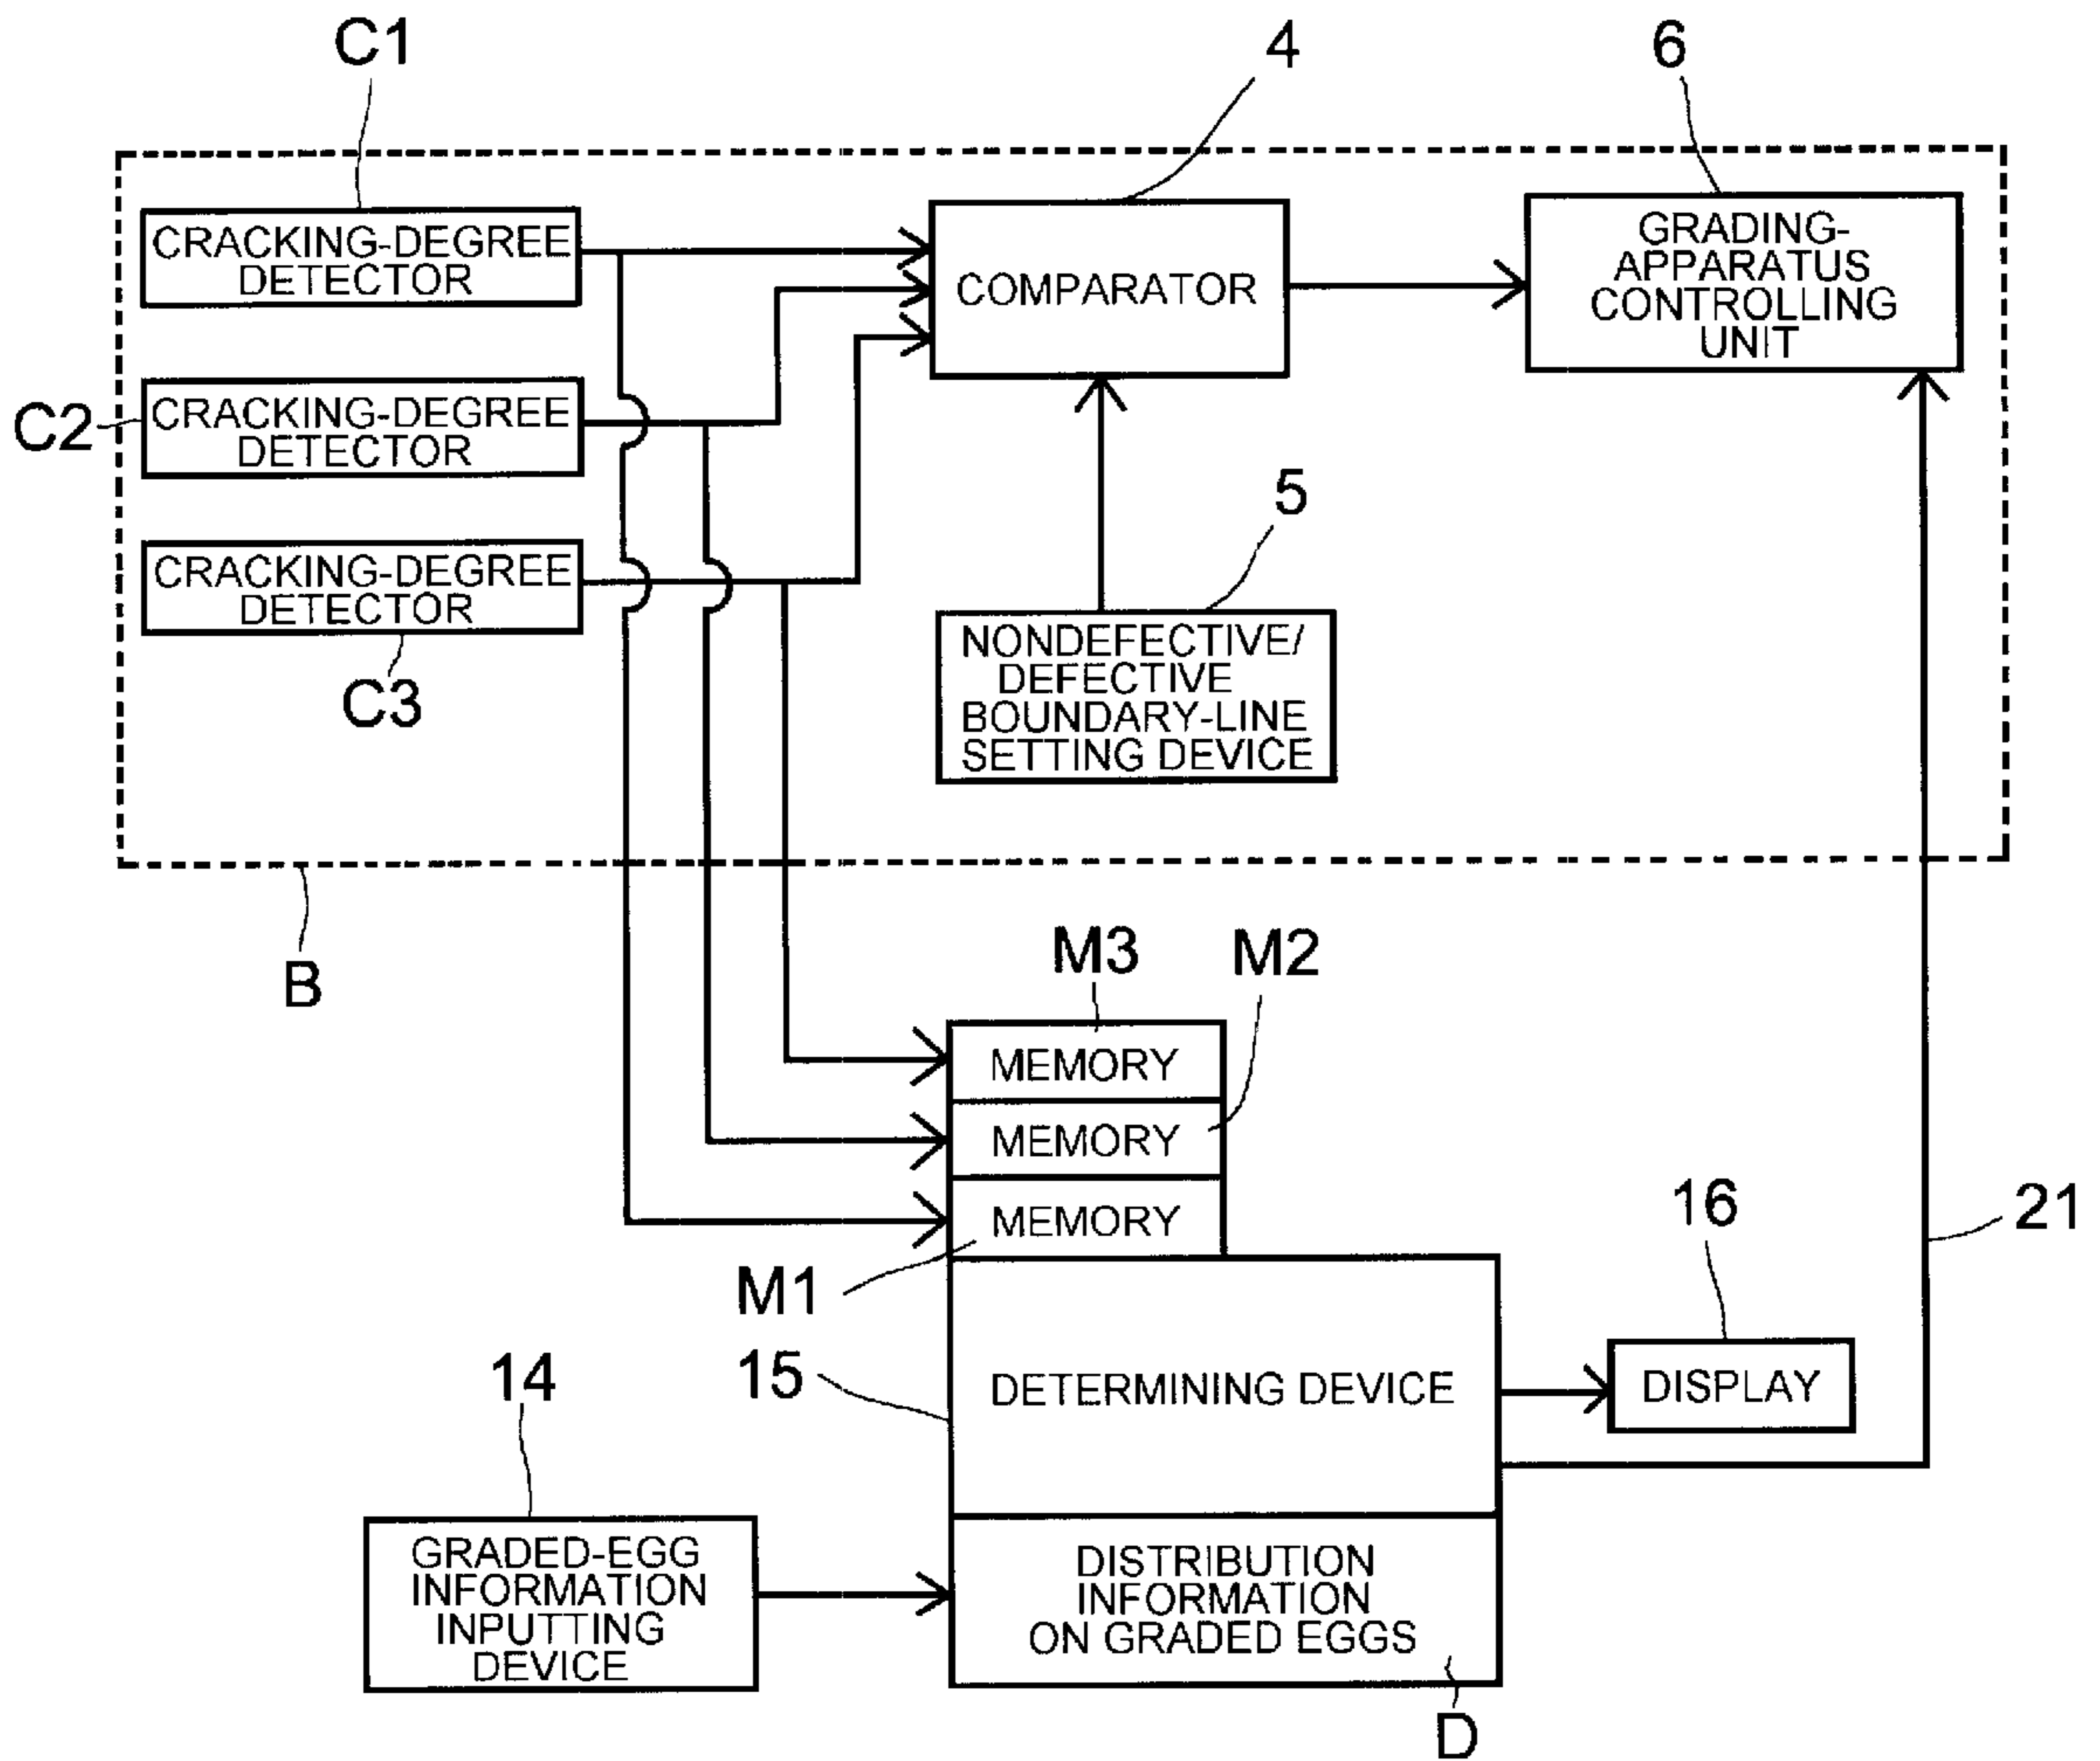 C1
4
6
CRACKING-DEGREE
DETECTOR
COMPARATOR
GRADING-
APPARATUS
CONTROLLING
UNIT
C2
CRACKING-DEGREE
DETECTOR
5
CRACKING-DEGREE
DETECTOR
C3
NONDEFECTIVE/
DEFECTIVE
BOUNDARY-LINE
SETTING DEVICE
B
M3
M2
MEMORY
MEMORY
MEMORY
M1
16
21
15
DETERMINING DEVICE
DISPLAY
14
GRADED-EGG
INFORMATION
INPUTTING
DEVICE
DISTRIBUTION
INFORMATION
ON GRADED EGGS
D